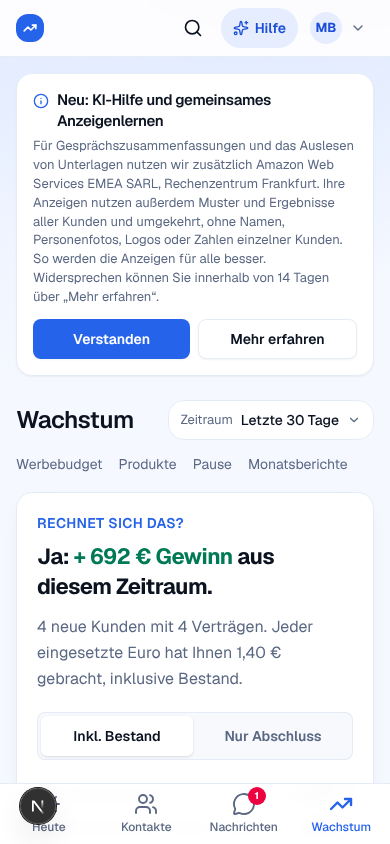 Hilfe
MB
Neu: KI-Hilfe und gemeinsames
Anzeigenlernen
Für Gesprächszusammenfassungen und das Auslesen
von Unterlagen nutzen wir zusätzlich Amazon Web
Services EMEA SARL, Rechenzentrum Frankfurt. Ihre
Anzeigen nutzen außerdem Muster und Ergebnisse
aller Kunden und umgekehrt, ohne Namen,
Personenfotos, Logos oder Zahlen einzelner Kunden.
So werden die Anzeigen für alle besser.
Widersprechen können Sie innerhalb von 14 Tagen
über „Mehr erfahren“.
Verstanden
Mehr erfahren
Wachstum
Zeitraum Letzte 30 Tage
Werbebudget Produkte Pause Monatsberichte
RECHNET SICH DAS?
Ja: + 692 € Gewinn aus
diesem Zeitraum.
4 neue Kunden mit 4 Verträgen. Jeder
eingesetzte Euro hat Ihnen 1,40 €
gebracht, inklusive Bestand.
Inkl. Bestand
Nur Abschluss
N
1
Heute
Kontakte
Nachrichten
Wachstum